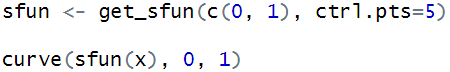 sfun <- get_sfun(c(0, 1), ctrl.pts=5)
curve(sfun(x), 0, 1)